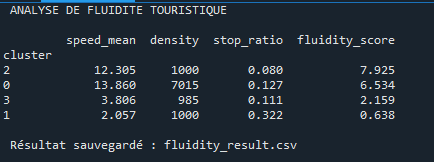 ANALYSE DE FLUIDITE TOURISTIQUE
speed_mean density stop_ratio fluidity_score
cluster
2 12.305 1000 0.080 7.925
0 13.860 7015 0.127 6.534
3 3.806 985 0.111 2.159
1 2.057 1000 0.322 0.638
Résultat sauvegardé : fluidity_result.csv